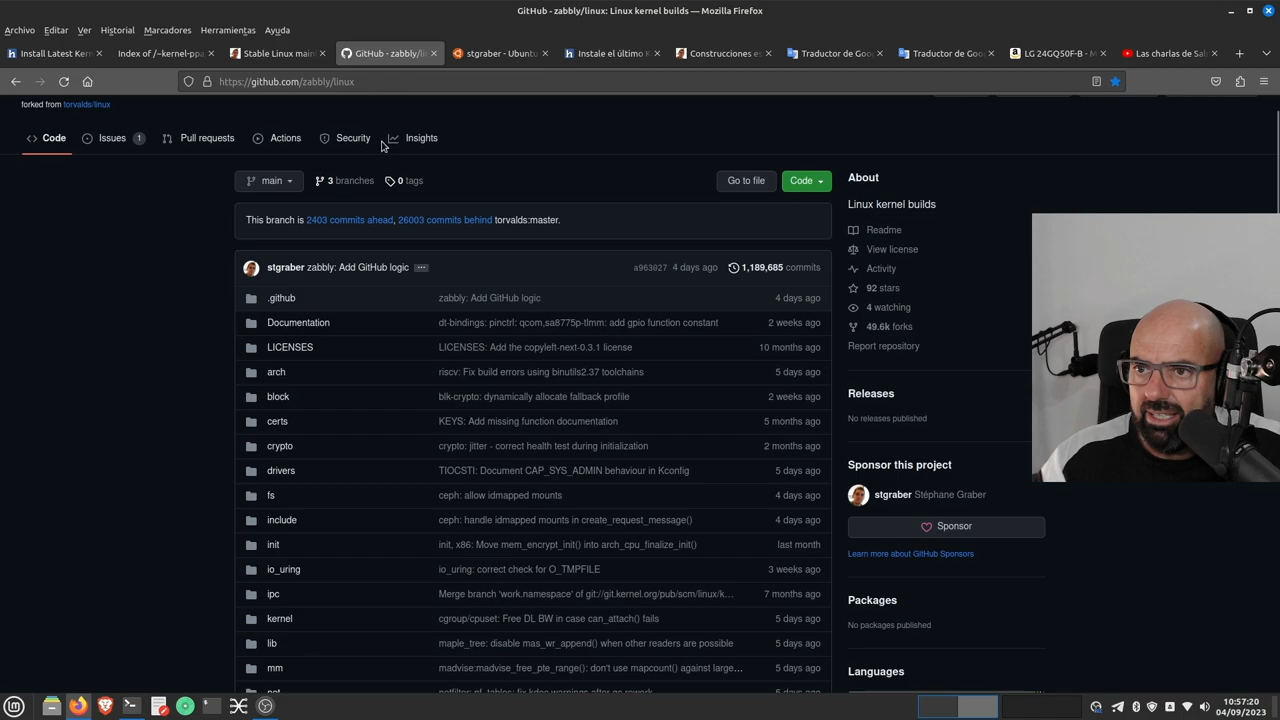 GitHub - zabbly/linux: Linux kernel builds — Mozilla Firefox
Archivo Editar Ver Historial Marcadores Herramientas Ayuda
Install Latest Kern Index of /~kernel-ppa Stable Linux main GitHub - zabbly/li stgraber - Ubuntu Instale el último K Construcciones es Traductor de Goo Traductor de Goo LG 24GQ50F-B - M Las charlas de Sal
https://github.com/zabbly/linux
forked from torvalds/linux
Code Issues 1 Pull requests Actions Security Insights
main 3 branches 0 tags Go to file Code
This branch is 2403 commits ahead, 26003 commits behind torvalds:master.
stgraber zabbly: Add GitHub logic ... a963027 4 days ago 1,189,685 commits
.github zabbly: Add GitHub logic 4 days ago
Documentation dt-bindings: pinctrl: qcom,sa8775p-tlmm: add gpio function constant 2 weeks ago
LICENSES LICENSES: Add the copyleft-next-0.3.1 license 10 months ago
arch riscv: Fix build errors using binutils2.37 toolchains 5 days ago
block blk-crypto: dynamically allocate fallback profile 2 weeks ago
certs KEYS: Add missing function documentation 5 months ago
crypto crypto: jitter - correct health test during initialization 2 months ago
drivers TIOCSTI: Document CAP_SYS_ADMIN behaviour in Kconfig 5 days ago
fs ceph: allow idmapped mounts 4 days ago
include ceph: handle idmapped mounts in create_request_message() 4 days ago
init init, x86: Move mem_encrypt_init() into arch_cpu_finalize_init() last month
io_uring io_uring: correct check for O_TMPFILE 3 weeks ago
ipc Merge branch 'work.namespace' of git://git.kernel.org/pub/scm/linux/k… 7 months ago
kernel cgroup/cpuset: Free DL BW in case can_attach() fails 5 days ago
lib maple_tree: disable mas_wr_append() when other readers are possible 5 days ago
mm madvise:madvise_free_pte_range(): don't use mapcount() against large… 5 days ago
net netfilter: nf_tables: fix kdoc warnings after gc rework 5 days ago
About
Linux kernel builds
Readme
View license
Activity
92 stars
4 watching
49.6k forks
Report repository
Releases
No releases published
Sponsor this project
stgraber Stéphane Graber
Sponsor
Learn more about GitHub Sponsors
Packages
No packages published
Languages
10:57:20
04/09/2023